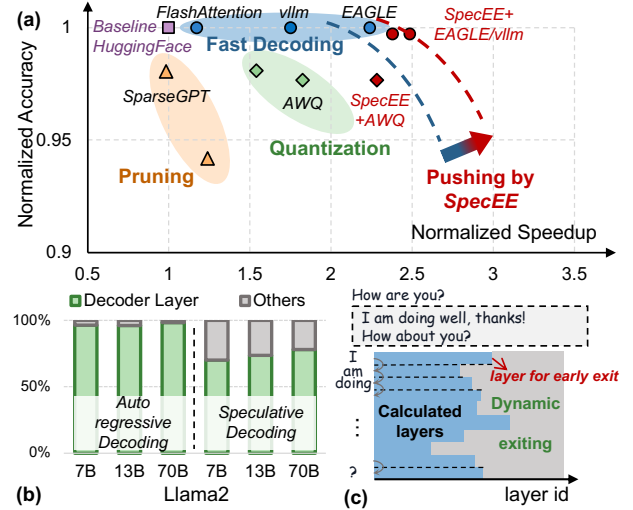 (a)
Normalized Accuracy
1
0.95
0.9
0.5
1
1.5
2
2.5
3
3.5
Normalized Speedup
Baseline
HuggingFace
FlashAttention
vllm
EAGLE
Fast Decoding
SpecEE+
EAGLE/vllm
SparseGPT
Pruning
AWQ
Quantization
SpecEE
+AWQ
Pushing by
SpecEE
Decoder Layer
Others
100%
50%
0%
Auto
regressive
Decoding
Speculative
Decoding
7B
13B
70B
7B
13B
70B
(b)
Llama2
How are you?
I am doing well, thanks!
How about you?
I
am
doing
⋮
?
layer for early exit
Calculated
layers
Dynamic
exiting
(c)
layer id